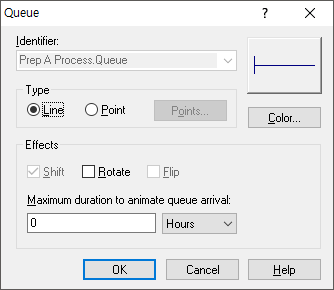 Queue
? ×
Identifier:
Prep A Process.Queue
Type
Line
Point
Points...
Color...
Effects
Shift
Rotate
Flip
Maximum duration to animate queue arrival:
0
Hours
OK
Cancel
Help